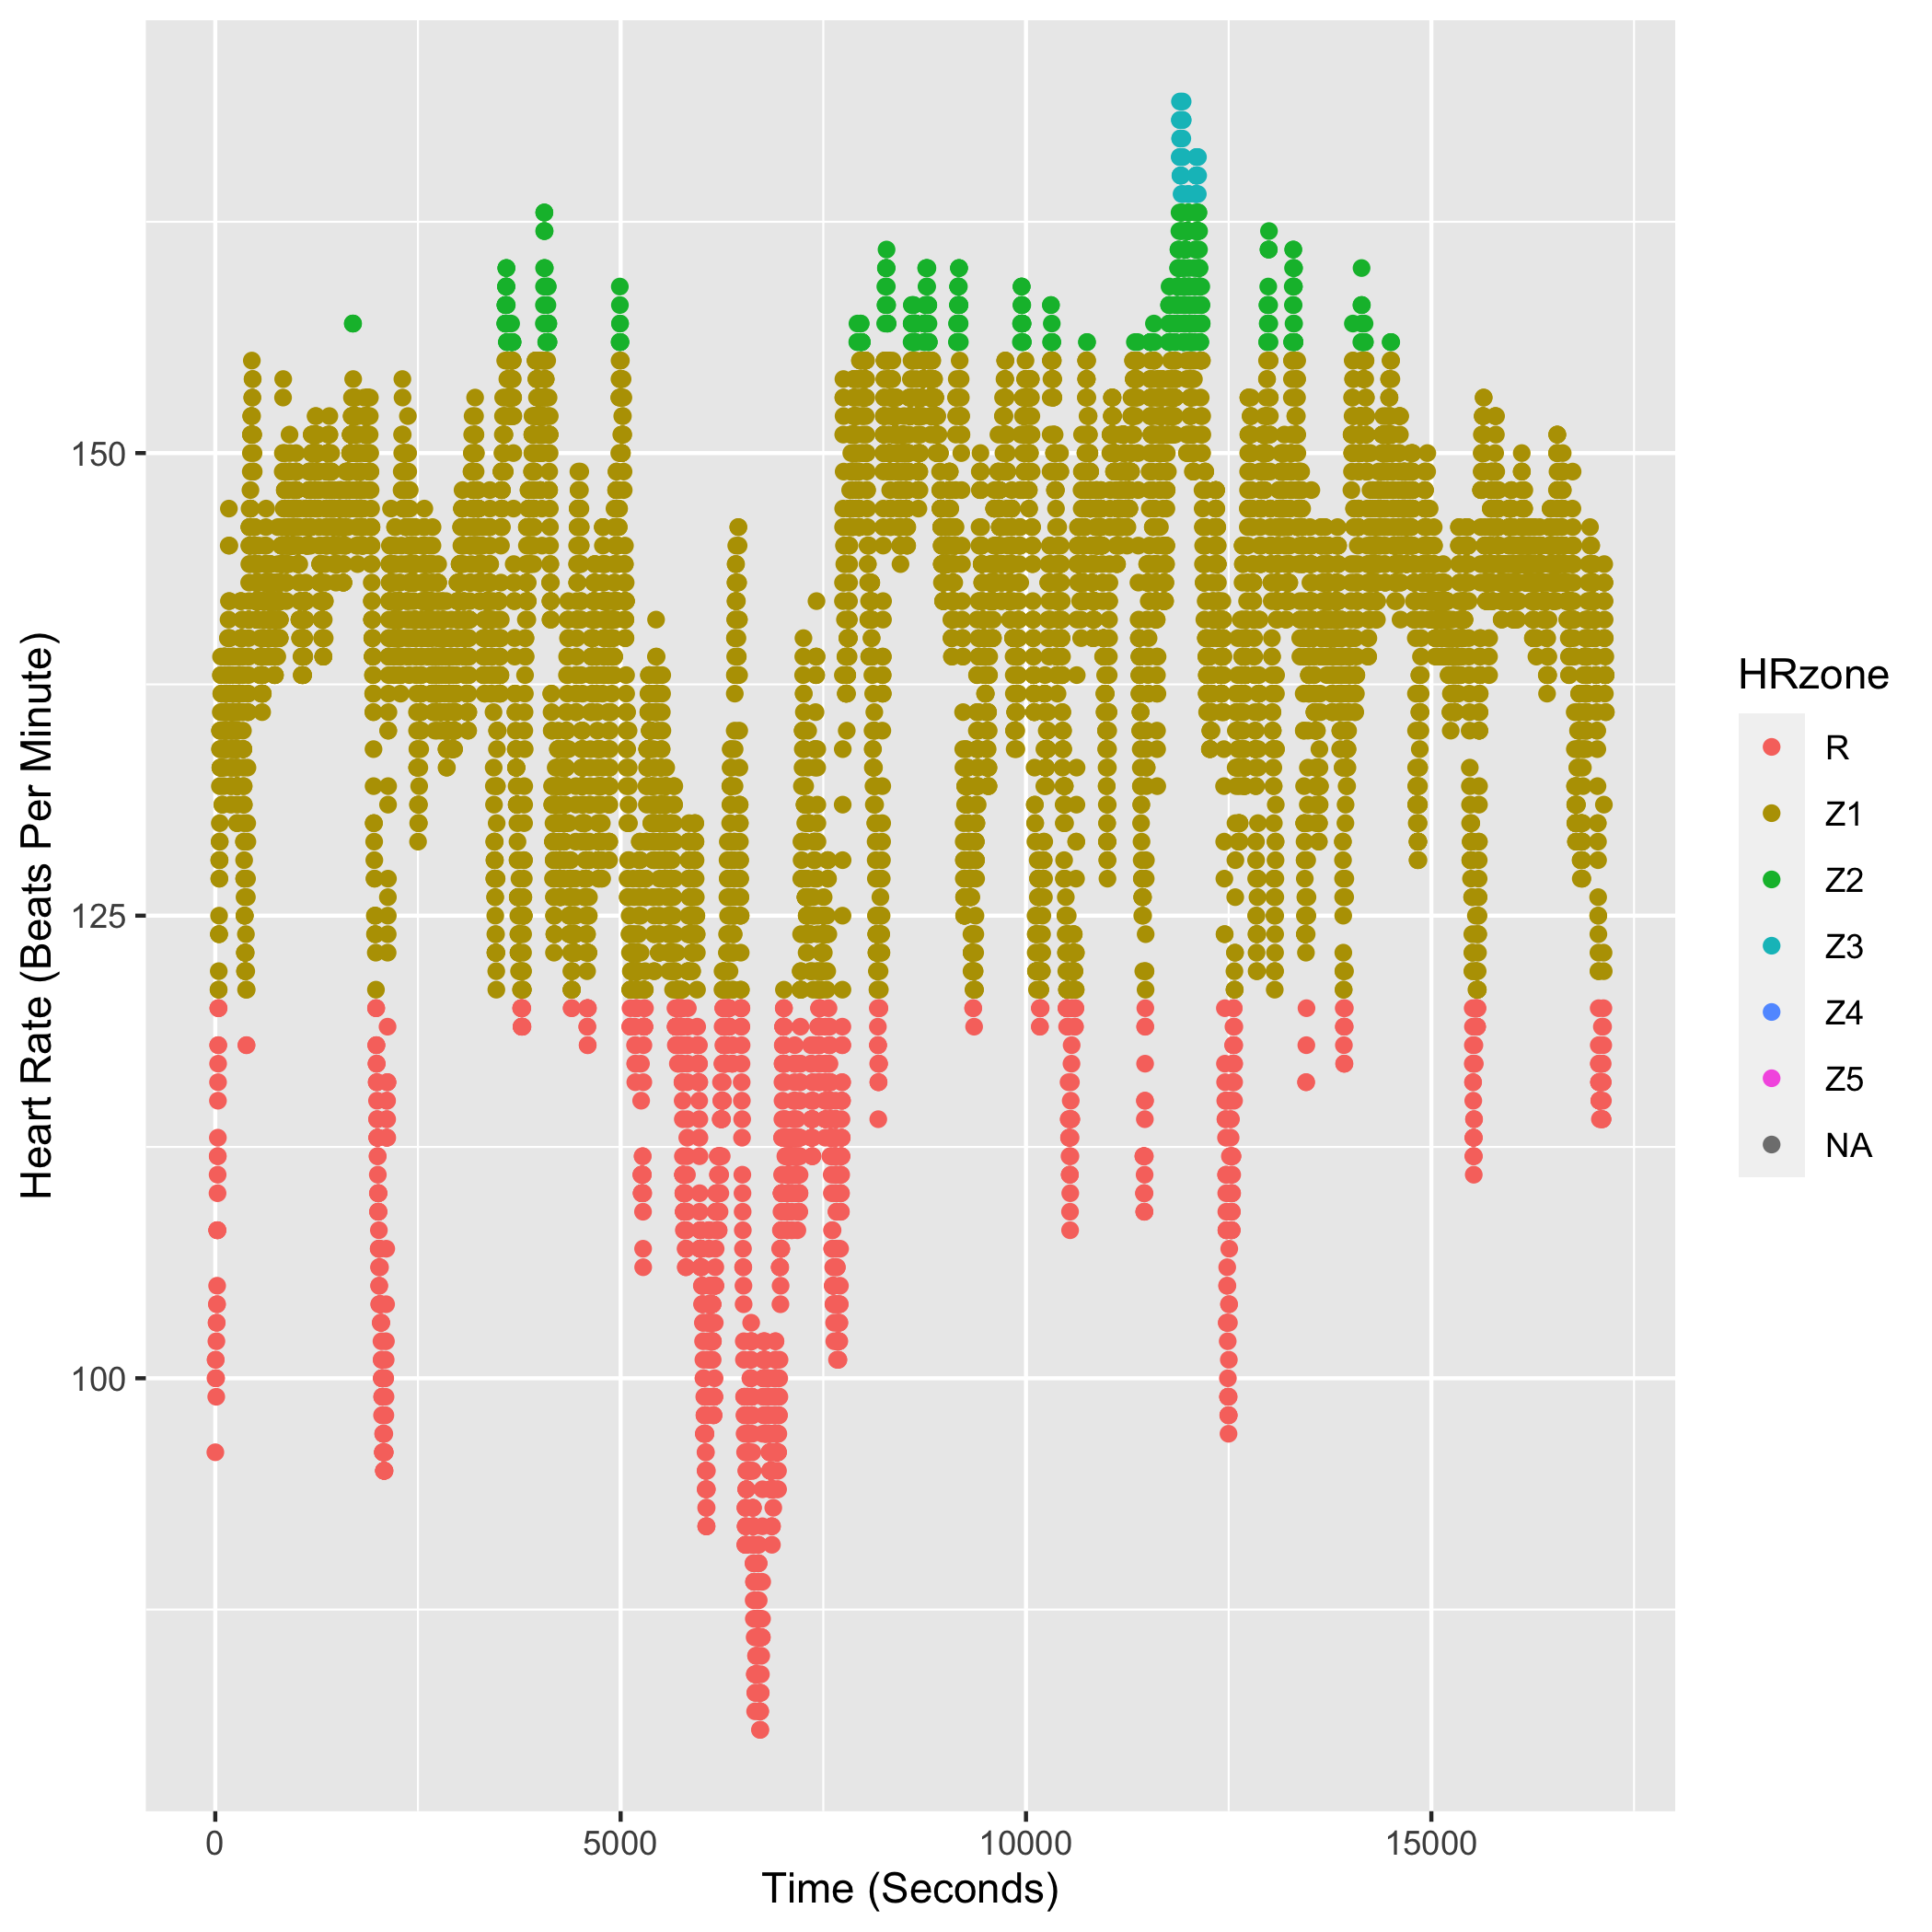 Heart Rate (Beats Per Minute)
150
125
100
0
5000
10000
15000
Time (Seconds)
HRzone
R
Z1
Z2
Z3
Z4
Z5
NA